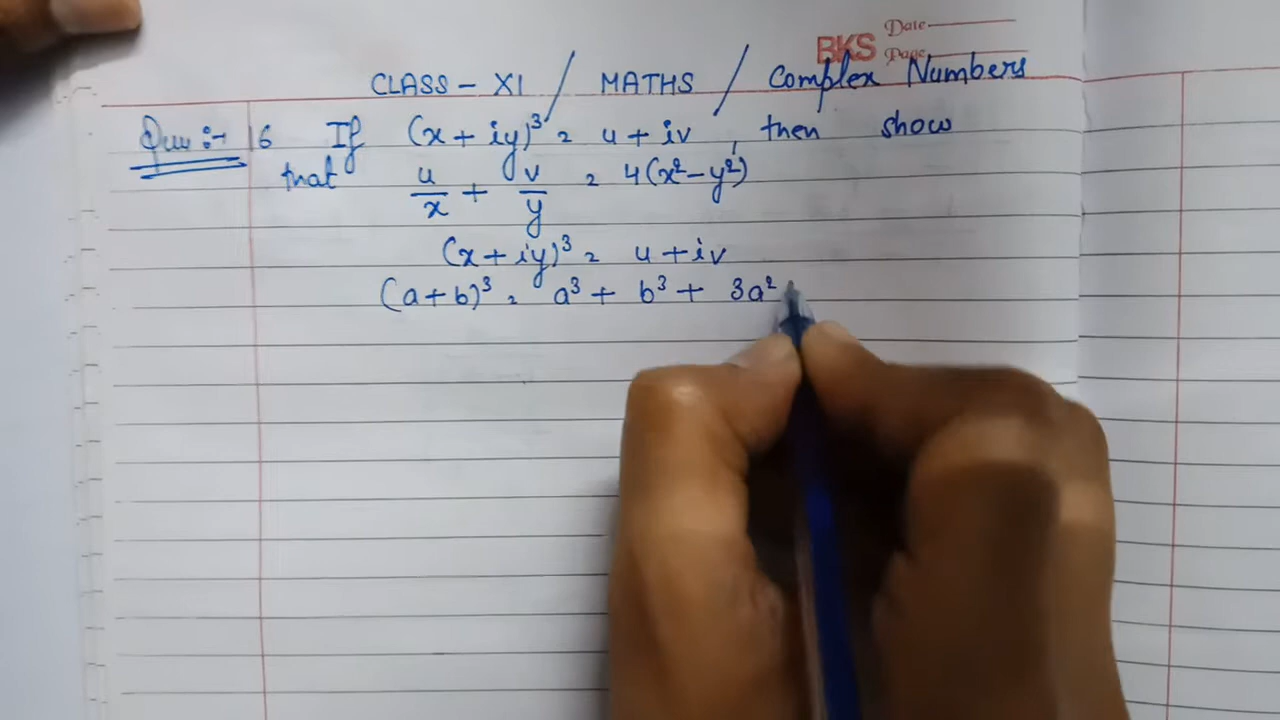 BKS Date
Page
CLASS - XI / MATHS / Complex Numbers
Que :- 16 If (x + iy)³ = u + iv, then show
that u/x + v/y = 4(x² - y²)
(x + iy)³ = u + iv
(a + b)³ = a³ + b³ + 3a²